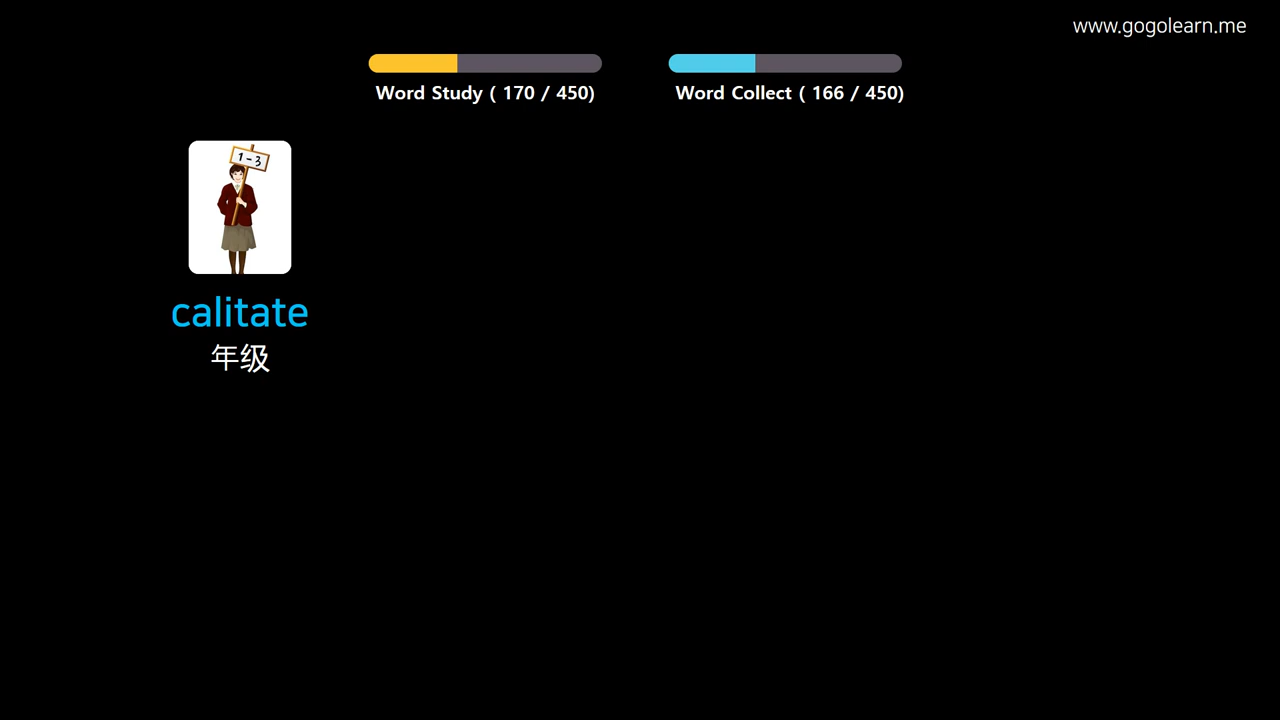 www.gogolearn.me
Word Study ( 170 / 450)
Word Collect ( 166 / 450)
1-3
calitate
年级